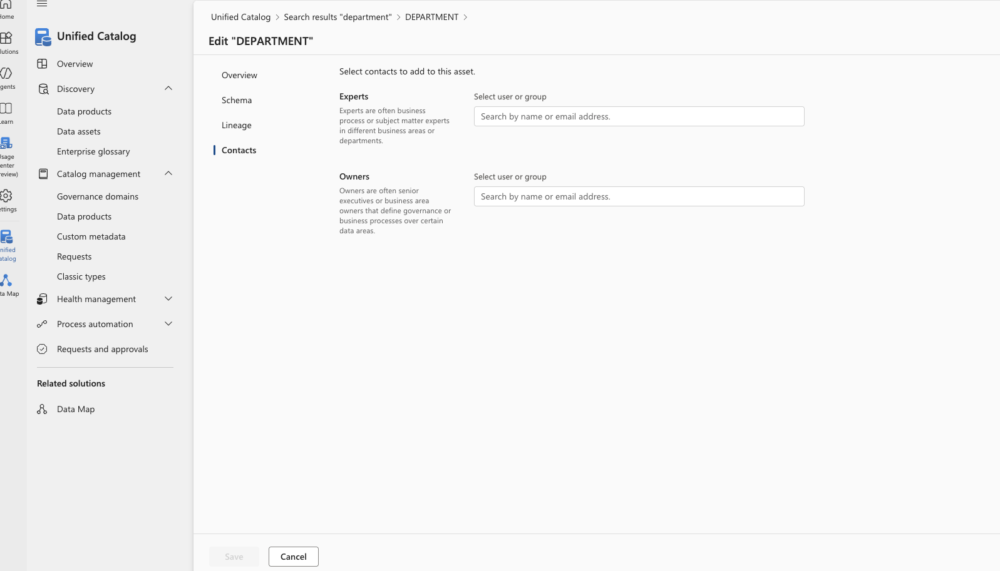 Home
Unified Catalog > Search results "department" > DEPARTMENT >
Unified Catalog
Edit "DEPARTMENT"
Overview
Discovery
Data products
Data assets
Enterprise glossary
Catalog management
Governance domains
Data products
Custom metadata
Requests
Classic types
Health management
Process automation
Requests and approvals
Related solutions
Data Map
Overview
Schema
Lineage
Contacts
Select contacts to add to this asset.
Experts
Experts are often business
process or subject matter experts
in different business areas or
departments.
Select user or group
Search by name or email address.
Owners
Owners are often senior
executives or business area
owners that define governance or
business processes over certain
data areas.
Select user or group
Search by name or email address.
Save
Cancel
lutions
gents
Learn
Usage
enter
review)
ettings
nified
atalog
ta Map